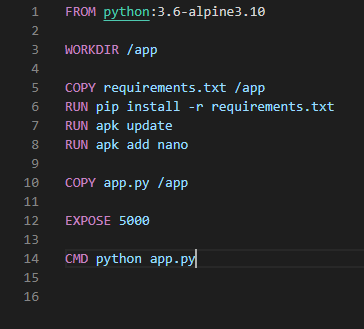 1 FROM python:3.6-alpine3.10
2
3 WORKDIR /app
4
5 COPY requirements.txt /app
6 RUN pip install -r requirements.txt
7 RUN apk update
8 RUN apk add nano
9
10 COPY app.py /app
11
12 EXPOSE 5000
13
14 CMD python app.py
15
16